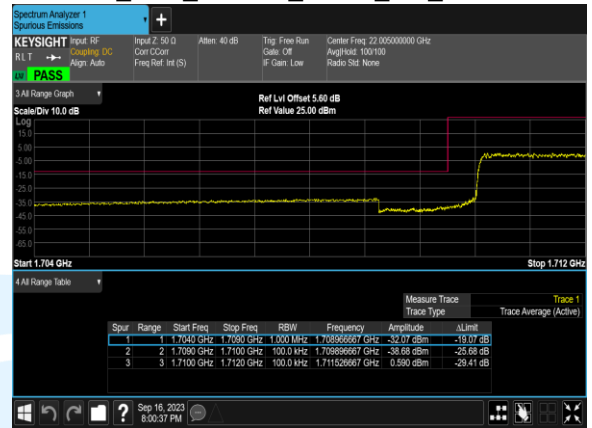 Spectrum Analyzer 1
Spurious Emissions
+
KEYSIGHT Input: RF Input Z: 50 Ω Atten: 40 dB Trig: Free Run Center Freq: 22.005000000 GHz
RLT Coupling: DC Corr CCorr Gate: Off Avg|Hold: 100/100
Align: Auto Freq Ref: Int (S) IF Gain: Low Radio Std: None
LXI PASS
3 All Range Graph
Ref Lvl Offset 5.60 dB
Scale/Div 10.0 dB Ref Value 25.00 dBm
Log
15.0
5.00
-5.00
-15.0
-25.0
-35.0
-45.0
-55.0
-65.0
Start 1.704 GHz Stop 1.712 GHz
4 All Range Table
Measure Trace Trace 1
Trace Type Trace Average (Active)
Spur Range Start Freq Stop Freq RBW Frequency Amplitude ΔLimit
1 1 1.7040 GHz 1.7090 GHz 1.000 MHz 1.708966667 GHz -32.07 dBm -19.07 dB
2 2 1.7090 GHz 1.7100 GHz 100.0 kHz 1.709896667 GHz -38.68 dBm -25.68 dB
3 3 1.7100 GHz 1.7120 GHz 100.0 kHz 1.711526667 GHz 0.590 dBm -29.41 dB
? Sep 16, 2023
8:00:37 PM